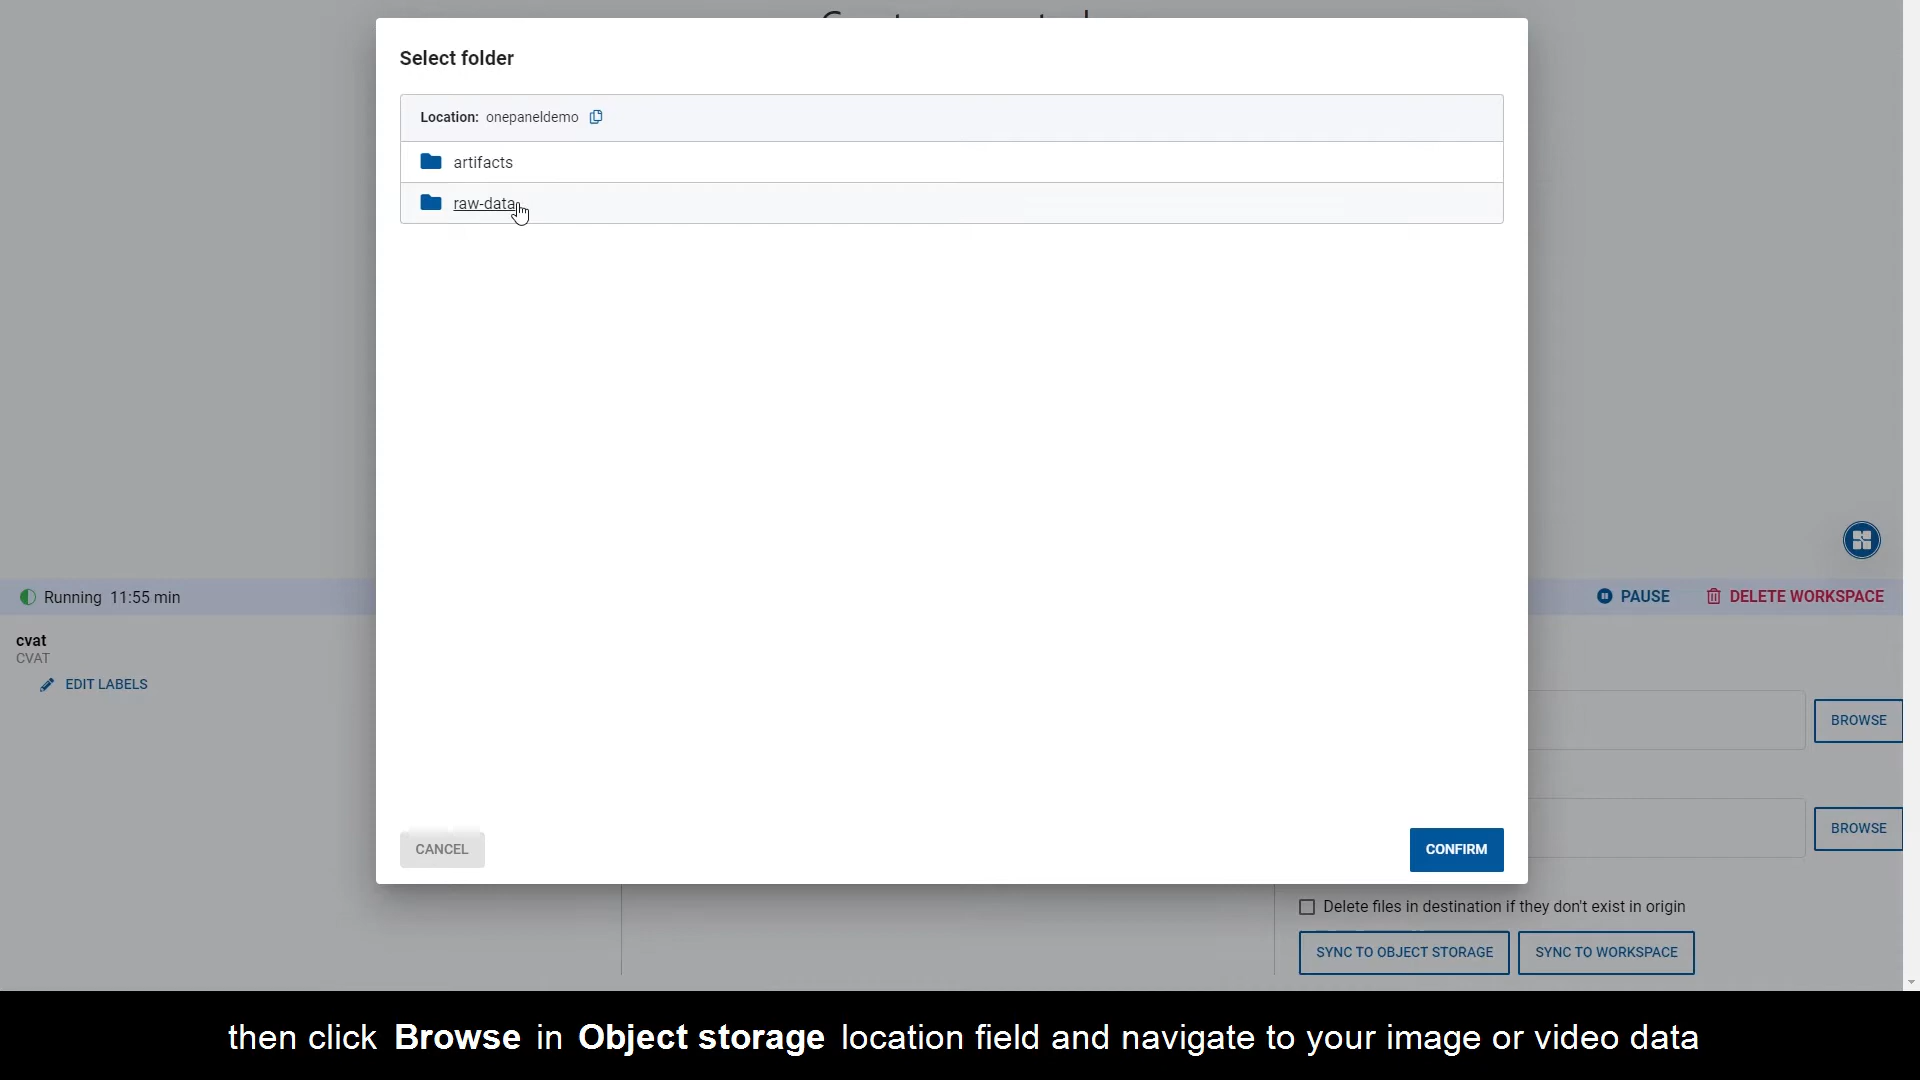 Select folder
Location: onepaneldemo
artifacts
raw-data
Running 11:55 min
PAUSE
DELETE WORKSPACE
cvat
CVAT
EDIT LABELS
BROWSE
BROWSE
CANCEL
CONFIRM
Delete files in destination if they don't exist in origin
SYNC TO OBJECT STORAGE
SYNC TO WORKSPACE
then click Browse in Object storage location field and navigate to your image or video data